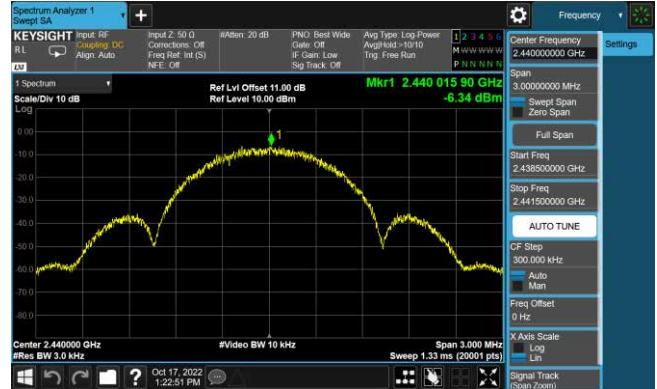 Spectrum Analyzer 1
Swept SA
Frequency
KEYSIGHT
Input: RF
Coupling: DC
Align: Auto
Input Z: 50 Ω
Corrections: Off
Freq Ref: Int (S)
NFE: Off
#Atten: 20 dB
PNO: Best Wide
Gate: Off
IF Gain: Low
Sig Track: Off
Avg Type: Log-Power
Avg|Hold:>10/10
Trig: Free Run
1 2 3 4 5 6
M W W W W W
P N N N N N
R L
LXI
1 Spectrum
Scale/Div 10 dB
Log
Ref Lvl Offset 11.00 dB
Ref Level 10.00 dBm
Mkr1 2.440 015 90 GHz
-6.34 dBm
1
0.00
-10.0
-20.0
-30.0
-40.0
-50.0
-60.0
-70.0
-80.0
Center 2.440000 GHz
#Res BW 3.0 kHz
#Video BW 10 kHz
Span 3.000 MHz
Sweep 1.33 ms (20001 pts)
Center Frequency
2.440000000 GHz
Settings
Span
3.00000000 MHz
Swept Span
Zero Span
Full Span
Start Freq
2.438500000 GHz
Stop Freq
2.441500000 GHz
AUTO TUNE
CF Step
300.000 kHz
Auto
Man
Freq Offset
0 Hz
X Axis Scale
Log
Lin
Signal Track
(Span Zoom)
?
Oct 17, 2022
1:22:51 PM